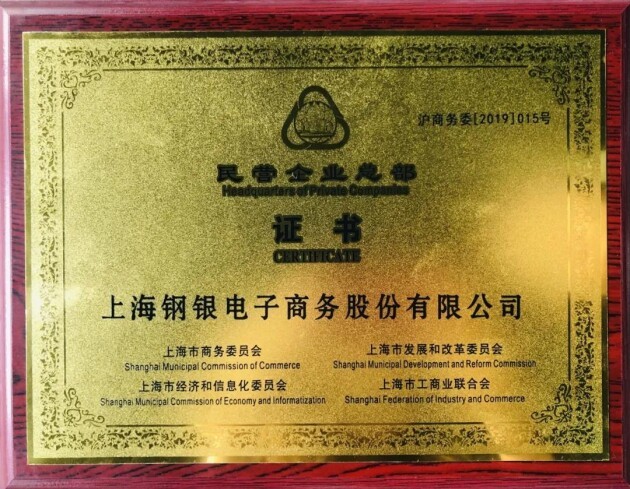 沪商务委[2019]015号
民营企业总部
Headquarters of Private Companies
证书
CERTIFICATE
上海钢银电子商务股份有限公司
上海市商务委员会
Shanghai Municipal Commission of Commerce
上海市发展和改革委员会
Shanghai Municipal Development and Reform Commission
上海市经济和信息化委员会
Shanghai Municipal Commission of Economy and Informatization
上海市工商业联合会
Shanghai Federation of Industry and Commerce